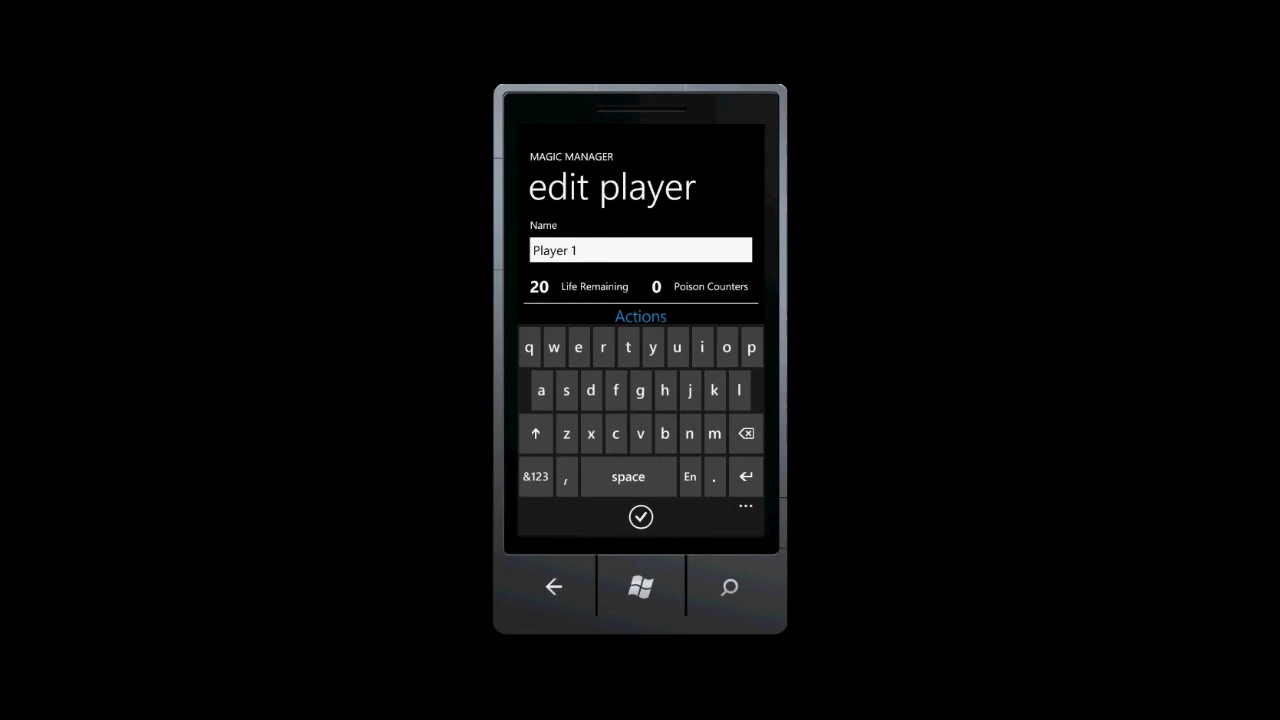 MAGIC MANAGER
edit player
Name
Player 1
20 Life Remaining 0 Poison Counters
Actions
q w e r t y u i o p
a s d f g h j k l
z x c v b n m
&123 , space En .